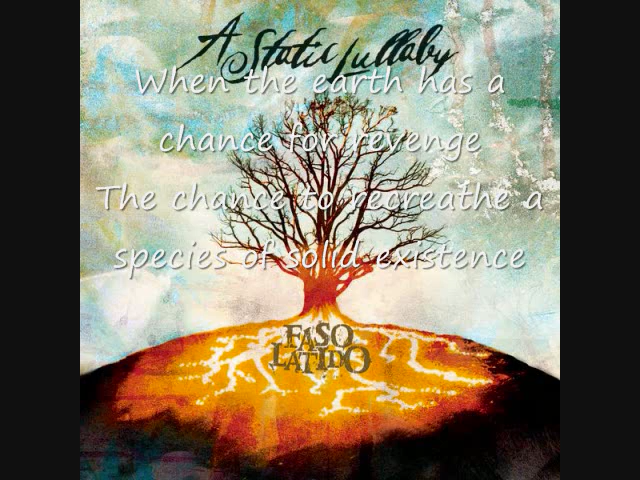 A Static Lullaby
When the earth has a
chance for revenge
The chance to recreathe a
species of solid existence
FASO
LATIDO